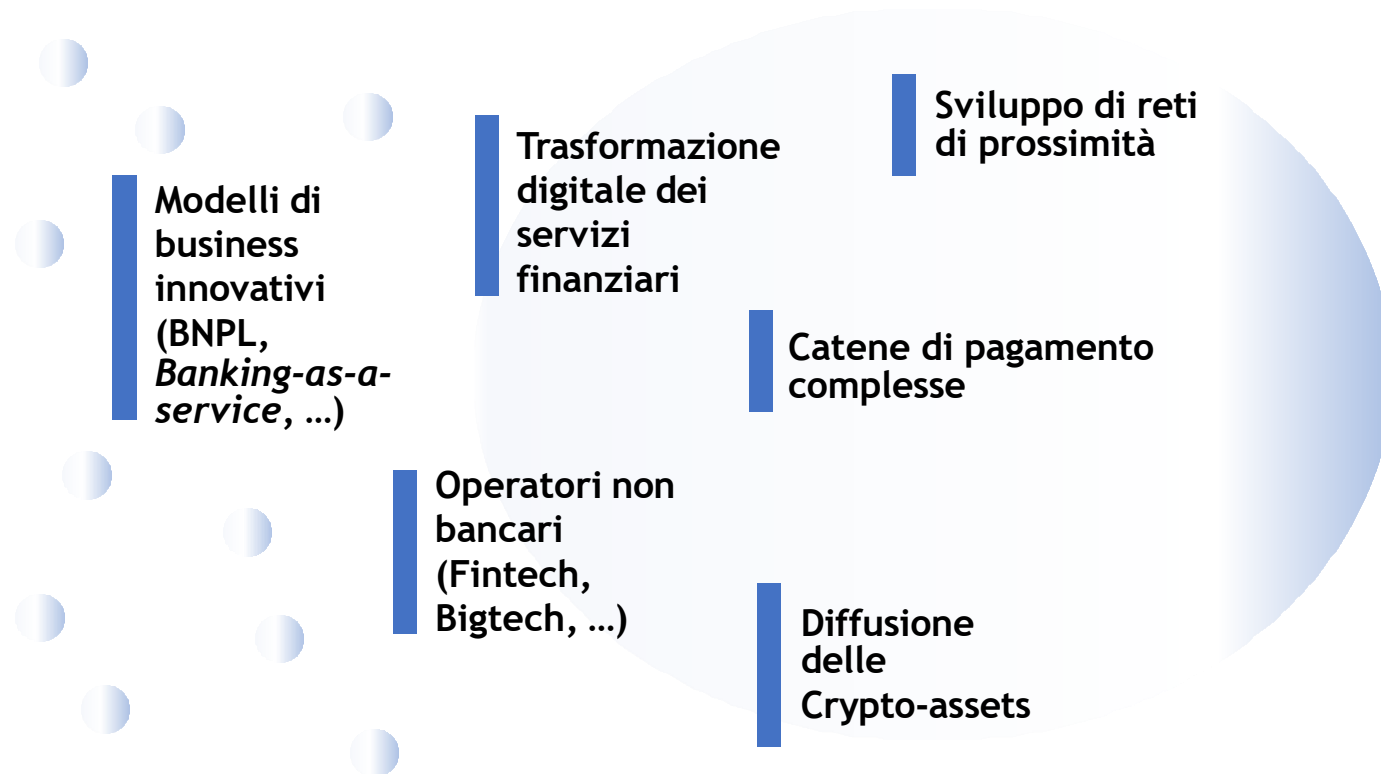 Modelli di
business
innovativi
(BNPL,
Banking-as-a-
service, …)
Trasformazione
digitale dei
servizi
finanziari
Sviluppo di reti
di prossimità
Catene di pagamento
complesse
Operatori non
bancari
(Fintech,
Bigtech, …)
Diffusione
delle
Crypto-assets